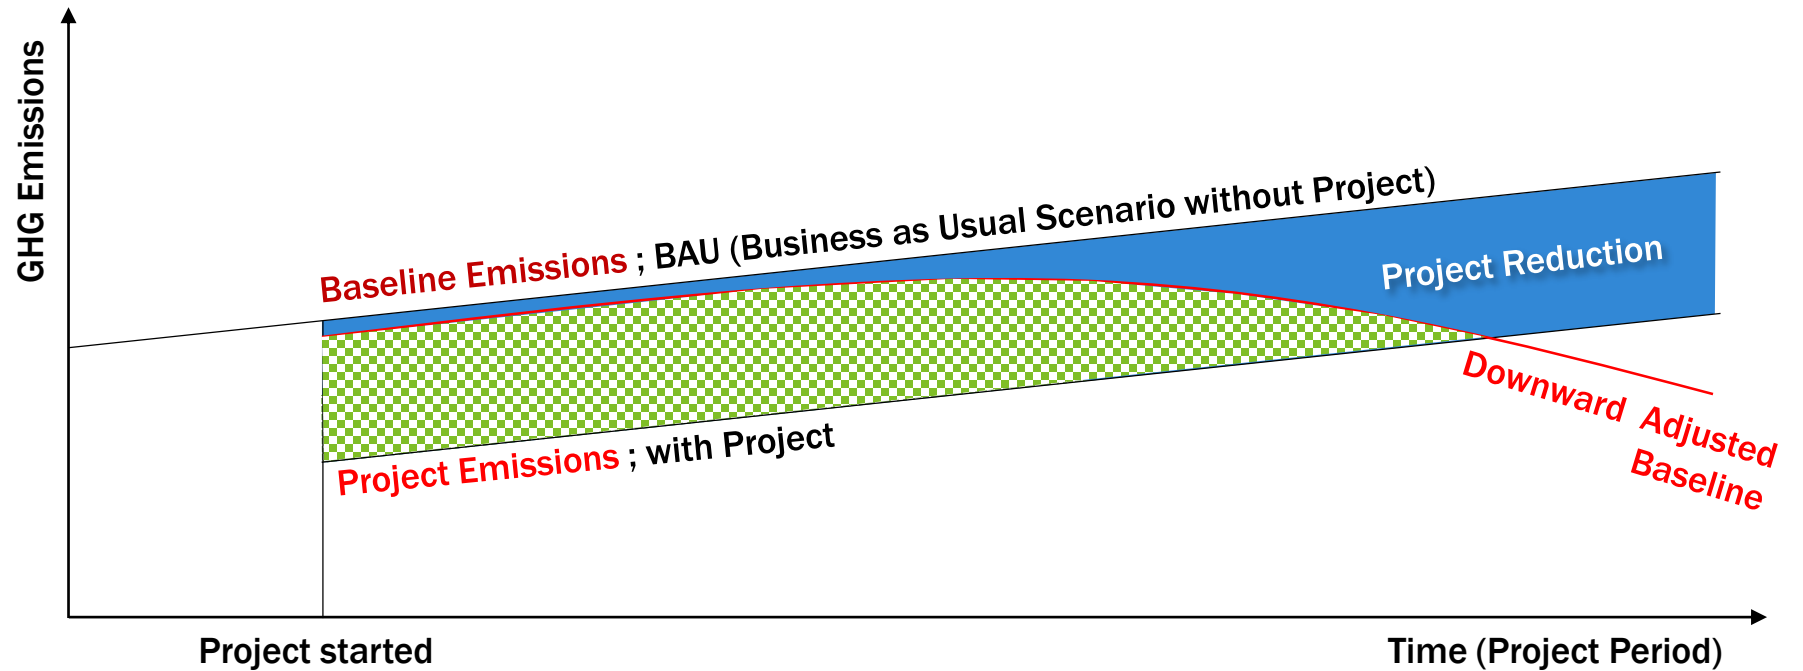 GHG Emissions
Baseline Emissions ; BAU (Business as Usual Scenario without Project)
Project Reduction
Downward Adjusted
Baseline
Project Emissions ; with Project
Project started
Time (Project Period)